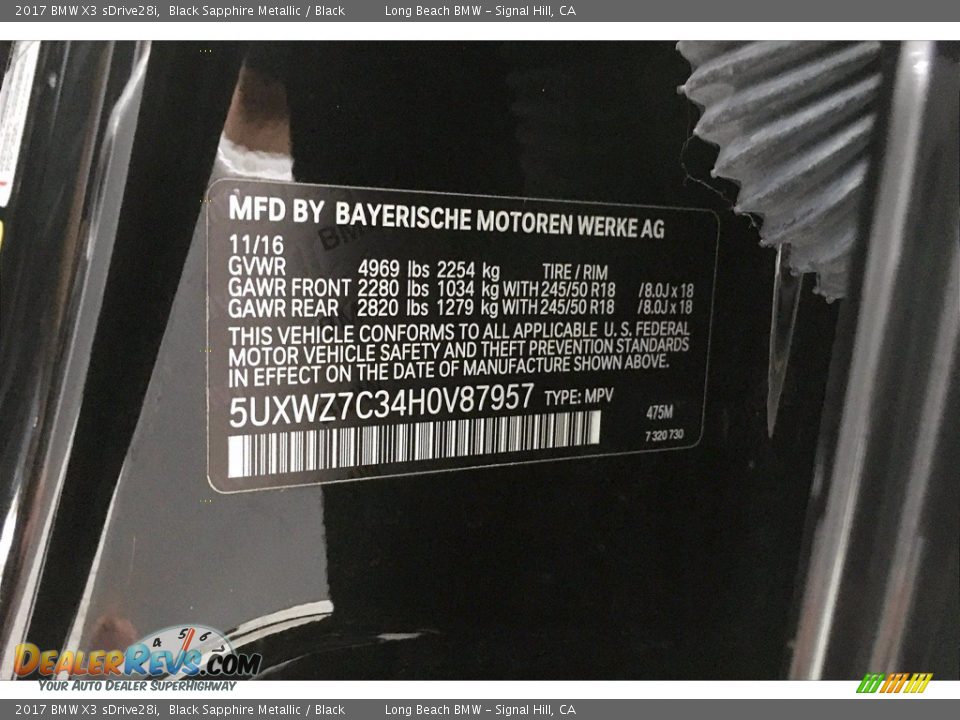 2017 BMW X3 sDrive28i,  Black Sapphire Metallic / Black    Long Beach BMW - Signal Hill, CA
MFD BY BAYERISCHE MOTOREN WERKE AG
11/16
GVWR 4969 lbs 2254 kg TIRE / RIM
GAWR FRONT 2280 lbs 1034 kg WITH 245/50 R18 /8.0J x 18
GAWR REAR 2820 lbs 1279 kg WITH 245/50 R18 /8.0J x 18
THIS VEHICLE CONFORMS TO ALL APPLICABLE U. S. FEDERAL
MOTOR VEHICLE SAFETY AND THEFT PREVENTION STANDARDS
IN EFFECT ON THE DATE OF MANUFACTURE SHOWN ABOVE.
5UXWZ7C34H0V87957 TYPE: MPV
475M
7 320 730
4 5 6 7
DEALERREVS.COM
YOUR AUTO DEALER SUPERHIGHWAY
2017 BMW X3 sDrive28i,  Black Sapphire Metallic / Black    Long Beach BMW - Signal Hill, CA